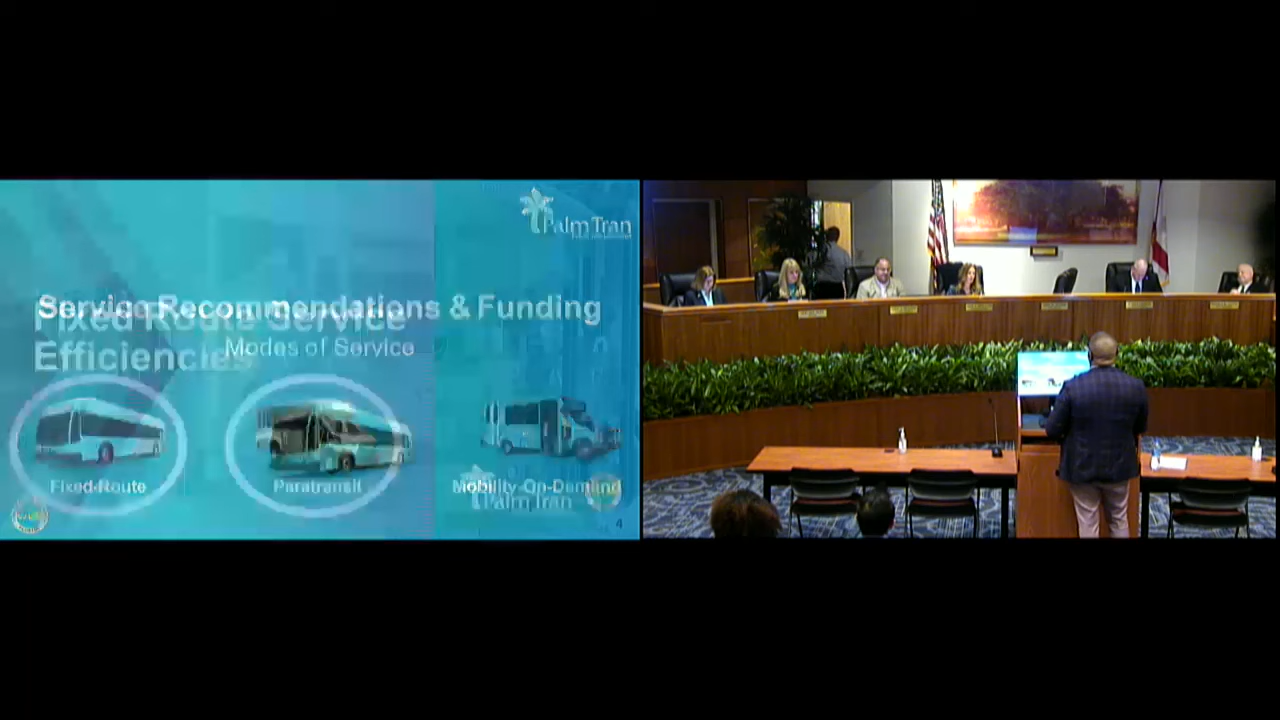 Palm Tran
Service Recommendations & Funding
Fixed Route Service
Efficiencies
Modes of Service
Fixed-Route
Paratransit
Mobility-On-Demand
Palm Tran
4